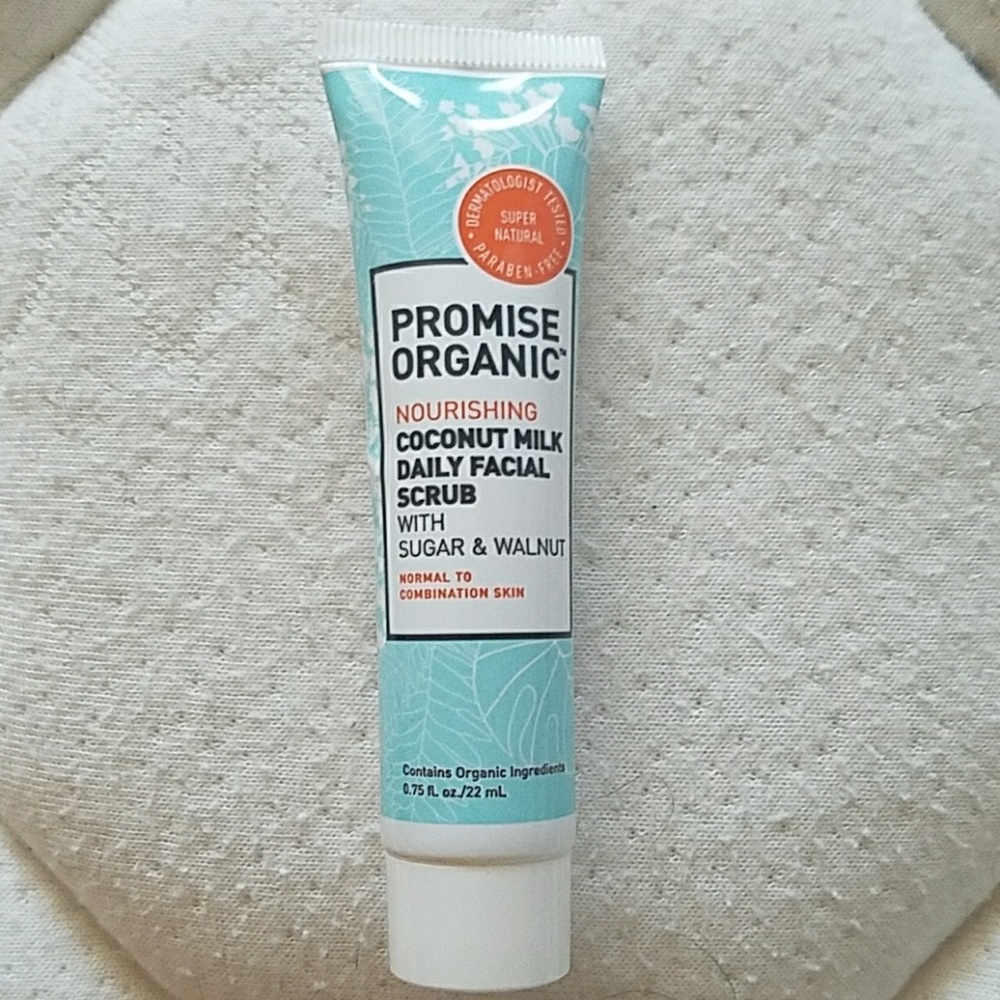 DERMATOLOGIST TESTED
SUPER
NATURAL
• PARABEN-FREE •
PROMISE
ORGANIC™
NOURISHING
COCONUT MILK
DAILY FACIAL
SCRUB
WITH
SUGAR & WALNUT
NORMAL TO
COMBINATION SKIN
Contains Organic Ingredients
0.75 fL oz./22 mL